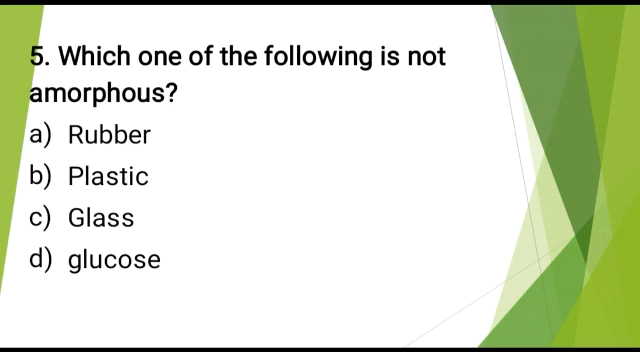 5. Which one of the following is not
amorphous?
a) Rubber
b) Plastic
c) Glass
d) glucose